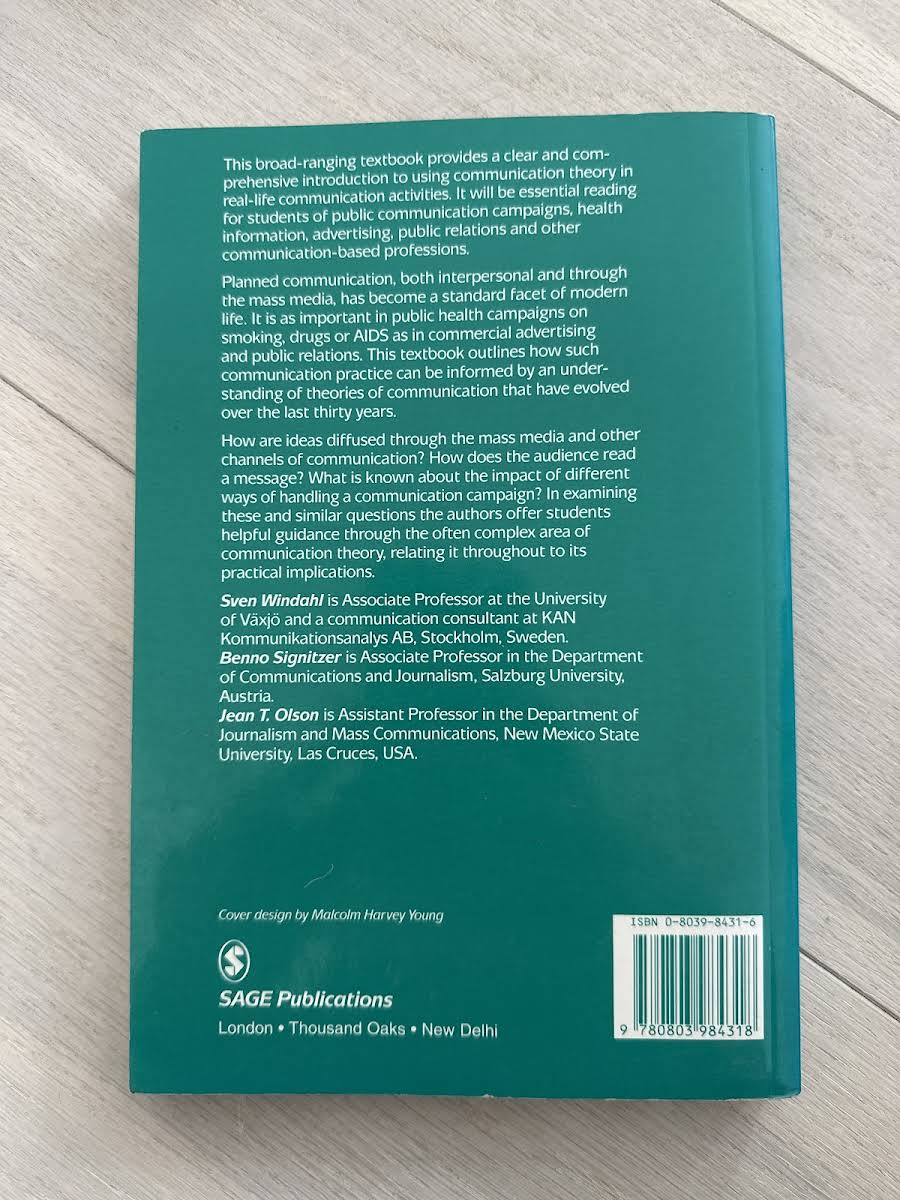 This broad-ranging textbook provides a clear and com-
prehensive introduction to using communication theory in
real-life communication activities. It will be essential reading
for students of public communication campaigns, health
information, advertising, public relations and other
communication-based professions.
Planned communication, both interpersonal and through
the mass media, has become a standard facet of modern
life. It is as important in public health campaigns on
smoking, drugs or AIDS as in commercial advertising
and public relations. This textbook outlines how such
communication practice can be informed by an under-
standing of theories of communication that have evolved
over the last thirty years.
How are ideas diffused through the mass media and other
channels of communication? How does the audience read
a message? What is known about the impact of different
ways of handling a communication campaign? In examining
these and similar questions the authors offer students
helpful guidance through the often complex area of
communication theory, relating it throughout to its
practical implications.
Sven Windahl is Associate Professor at the University
of Växjö and a communication consultant at KAN
Kommunikationsanalys AB, Stockholm, Sweden.
Benno Signitzer is Associate Professor in the Department
of Communications and Journalism, Salzburg University,
Austria.
Jean T. Olson is Assistant Professor in the Department of
Journalism and Mass Communications, New Mexico State
University, Las Cruces, USA.
Cover design by Malcolm Harvey Young
S
SAGE Publications
London • Thousand Oaks • New Delhi
ISBN 0-8039-8431-6
9 780803 984318